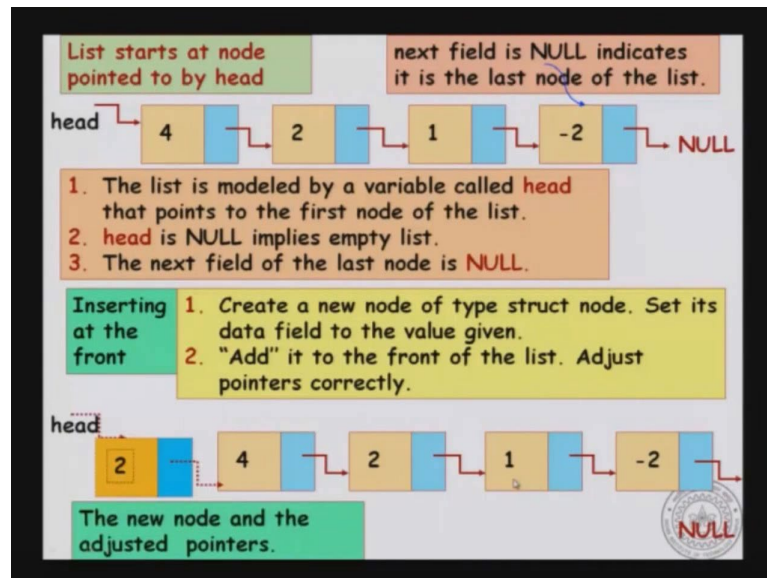 List starts at node
pointed to by head
next field is NULL indicates
it is the last node of the list.
head
4
2
1
-2
NULL
1. The list is modeled by a variable called head
that points to the first node of the list.
2. head is NULL implies empty list.
3. The next field of the last node is NULL.
Inserting
at the
front
1. Create a new node of type struct node. Set its
data field to the value given.
2. “Add” it to the front of the list. Adjust
pointers correctly.
head
2
4
2
1
-2
NULL
The new node and the
adjusted pointers.